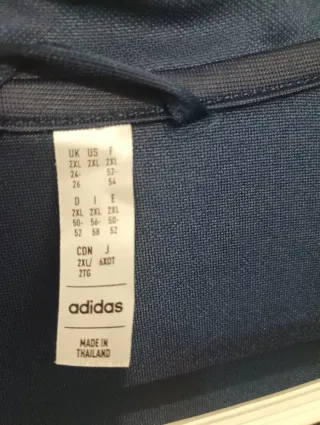 UK US F
2XL 2XL 2XL
24- 52-
26 54
D I E
2XL 2XL 2XL
50- 56- 50-
52 58 52
CDN J
2XL/ 6XOT
2TG
adidas
MADE IN
THAILAND